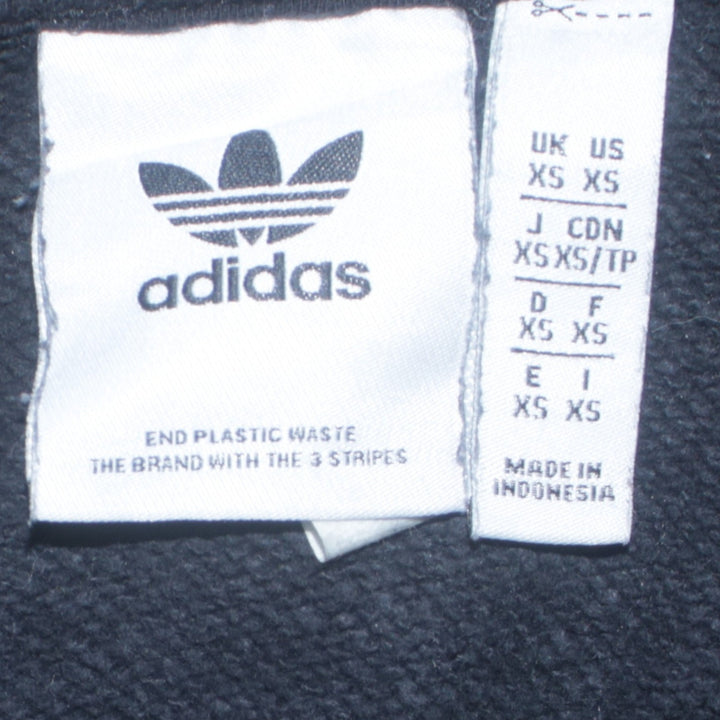 adidas
END PLASTIC WASTE
THE BRAND WITH THE 3 STRIPES
UK US
XS XS
J CDN
XS XS/TP
D F
XS XS
E I
XS XS
MADE IN
INDONESIA